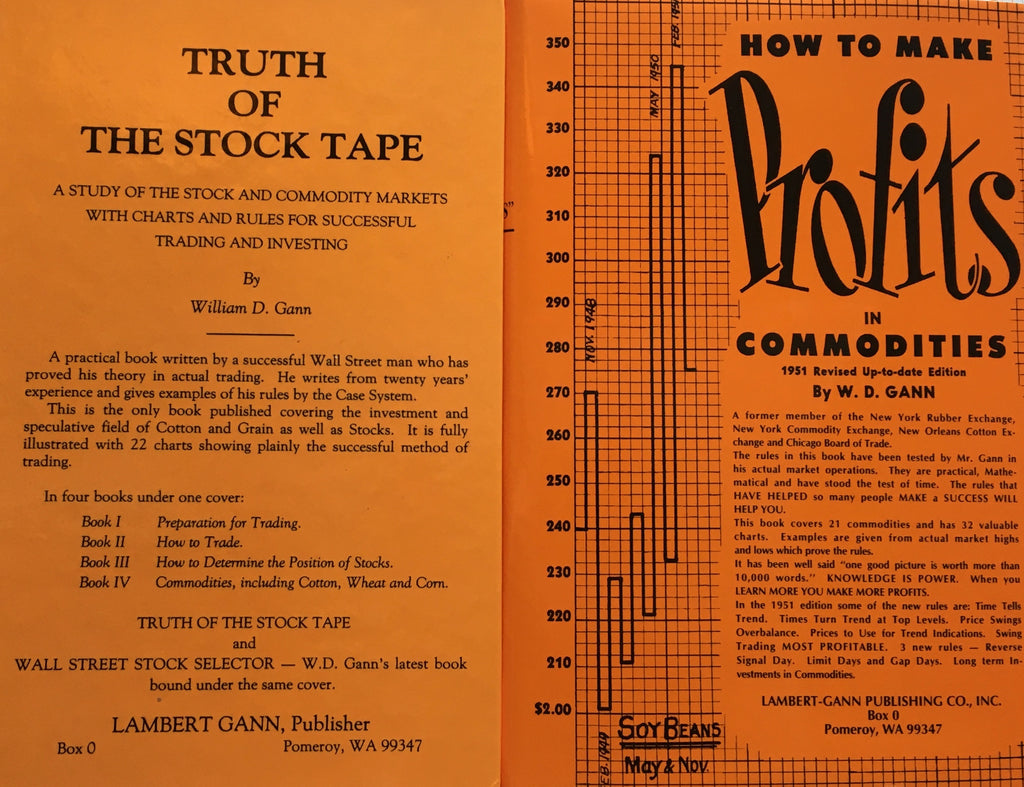 TRUTH
OF
THE STOCK TAPE
A STUDY OF THE STOCK AND COMMODITY MARKETS
WITH CHARTS AND RULES FOR SUCCESSFUL
TRADING AND INVESTING
By
William D. Gann
A practical book written by a successful Wall Street man who has
proved his theory in actual trading. He writes from twenty years'
experience and gives examples of his rules by the Case System.
This is the only book published covering the investment and
speculative field of Cotton and Grain as well as Stocks. It is fully
illustrated with 22 charts showing plainly the successful method of
trading.
In four books under one cover:
Book I Preparation for Trading.
Book II How to Trade.
Book III How to Determine the Position of Stocks.
Book IV Commodities, including Cotton, Wheat and Corn.
TRUTH OF THE STOCK TAPE
and
WALL STREET STOCK SELECTOR — W.D. Gann's latest book
bound under the same cover.
LAMBERT GANN, Publisher
Box 0 Pomeroy, WA 99347
S"
350
340
330
320
310
300
290
280
270
260
250
240
230
220
210
$2.00
NOV. 1948
MAY 1950
FEB. 195
EB. 1949
SOY BEANS
May & Nov.
HOW TO MAKE
Profits
IN
COMMODITIES
1951 Revised Up-to-date Edition
By W. D. GANN
A former member of the New York Rubber Exchange,
New York Commodity Exchange, New Orleans Cotton Ex-
change and Chicago Board of Trade.
The rules in this book have been tested by Mr. Gann in
his actual market operations. They are practical, Mathe-
matical and have stood the test of time. The rules that
HAVE HELPED so many people MAKE a SUCCESS WILL
HELP YOU.
This book covers 21 commodities and has 32 valuable
charts. Examples are given from actual market highs
and lows which prove the rules.
It has been well said "one good picture is worth more than
10,000 words." KNOWLEDGE IS POWER. When you
LEARN MORE YOU MAKE MORE PROFITS.
In the 1951 edition some of the new rules are: Time Tells
Trend. Times Turn Trend at Top Levels. Price Swings
Overbalance. Prices to Use for Trend Indications. Swing
Trading MOST PROFITABLE. 3 new rules — Reverse
Signal Day. Limit Days and Gap Days. Long term In-
vestments in Commodities.
LAMBERT-GANN PUBLISHING CO., INC.
Box 0
Pomeroy, WA 99347